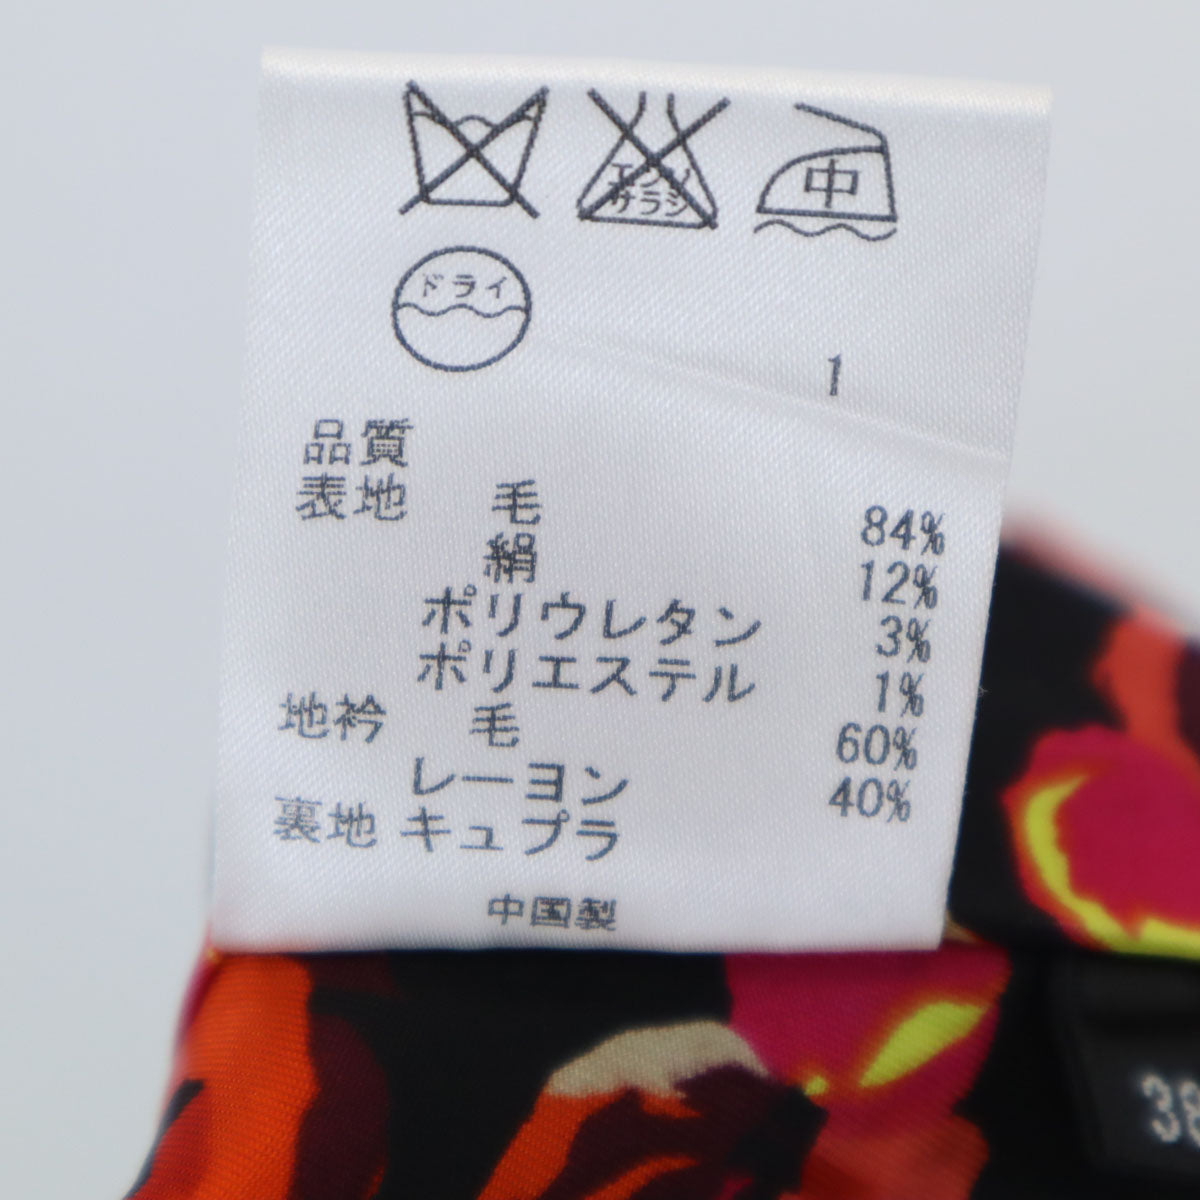 エンソ
サラシ
中
ドライ
1
品質
表地 毛 84%
絹 12%
ポリウレタン 3%
ポリエステル 1%
地衿 毛 60%
レーヨン 40%
裏地 キュプラ
中国製
38